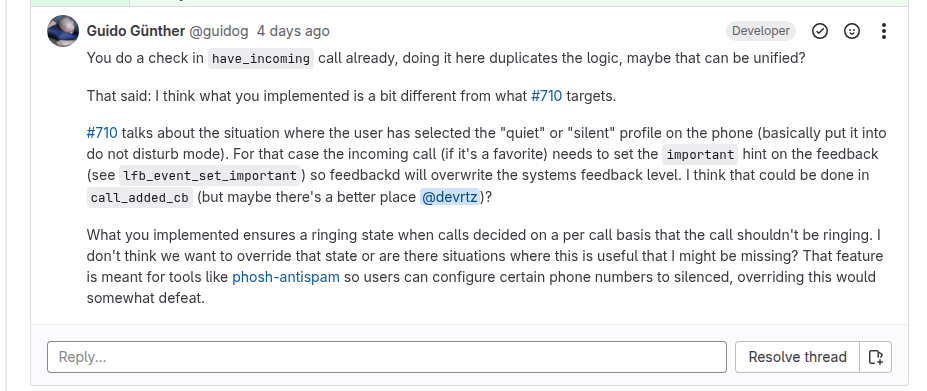 Guido Günther @guidog 4 days ago Developer
You do a check in have_incoming call already, doing it here duplicates the logic, maybe that can be unified?
That said: I think what you implemented is a bit different from what #710 targets.
#710 talks about the situation where the user has selected the "quiet" or "silent" profile on the phone (basically put it into
do not disturb mode). For that case the incoming call (if it's a favorite) needs to set the important hint on the feedback
(see lfb_event_set_important ) so feedbackd will overwrite the systems feedback level. I think that could be done in
call_added_cb (but maybe there's a better place @devrtz)?
What you implemented ensures a ringing state when calls decided on a per call basis that the call shouldn't be ringing. I
don't think we want to override that state or are there situations where this is useful that I might be missing? That feature
is meant for tools like phosh-antispam so users can configure certain phone numbers to silenced, overriding this would
somewhat defeat.
Reply...
Resolve thread